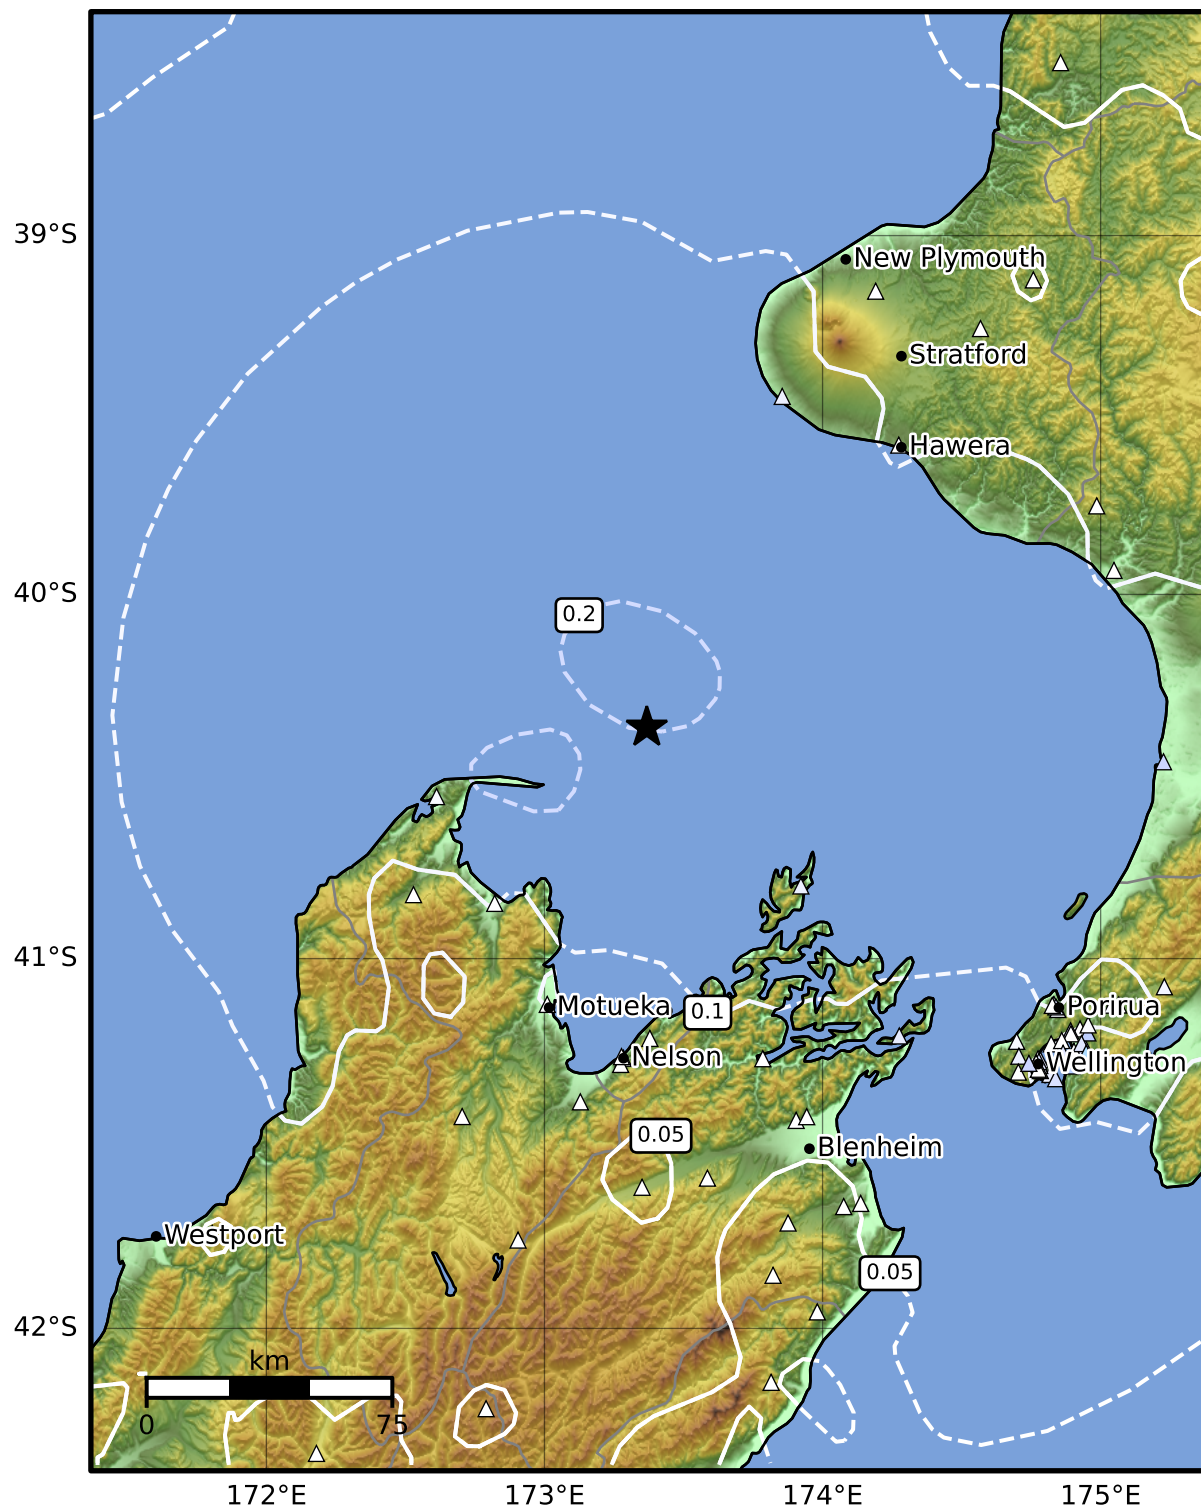 39°S
New Plymouth
Stratford
Hawera
40°S
0.2
41°S
Motueka
0.1
Porirua
Nelson
Wellington
0.05
Blenheim
Westport
0.05
42°S
km
0
75
172°E
173°E
174°E
175°E